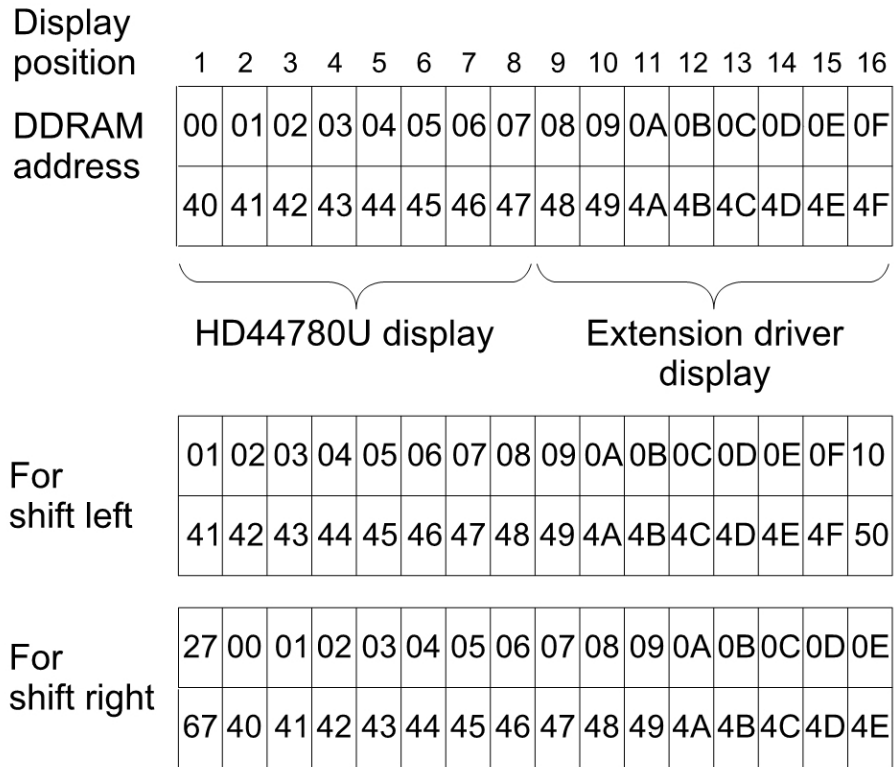 Display
position 1 2 3 4 5 6 7 8 9 10 11 12 13 14 15 16
DDRAM
address
00 01 02 03 04 05 06 07 08 09 0A 0B 0C 0D 0E 0F
40 41 42 43 44 45 46 47 48 49 4A 4B 4C 4D 4E 4F
HD44780U display
Extension driver
display
For
shift left
01 02 03 04 05 06 07 08 09 0A 0B 0C 0D 0E 0F 10
41 42 43 44 45 46 47 48 49 4A 4B 4C 4D 4E 4F 50
For
shift right
27 00 01 02 03 04 05 06 07 08 09 0A 0B 0C 0D 0E
67 40 41 42 43 44 45 46 47 48 49 4A 4B 4C 4D 4E